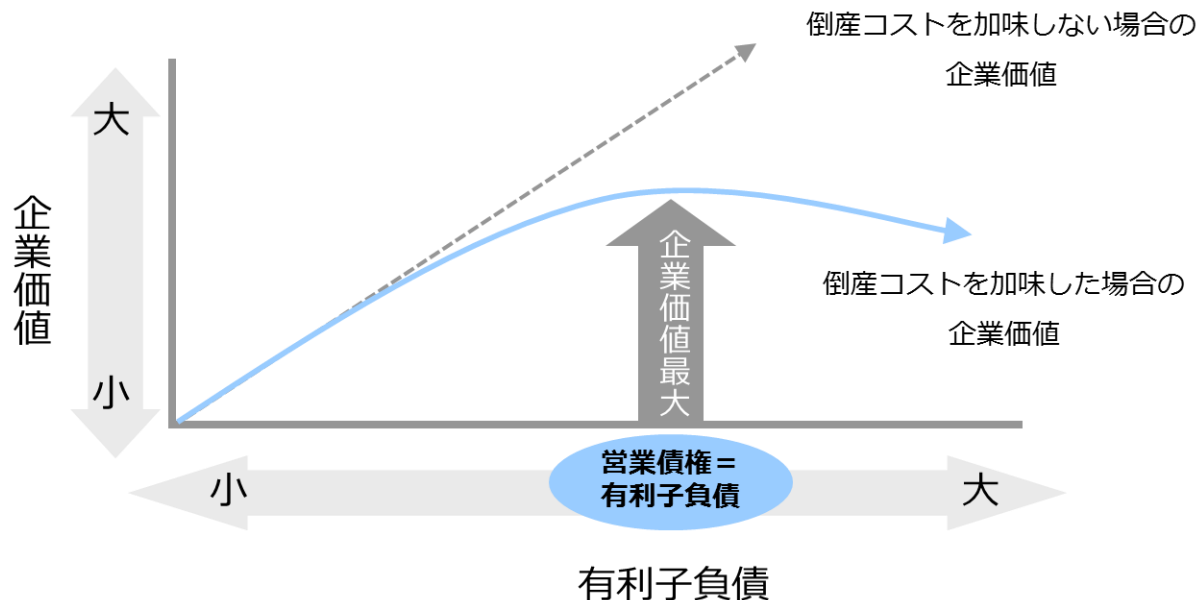 倒産コストを加味しない場合の
企業価値
大
企業価値
小
企業価値最大
倒産コストを加味した場合の
企業価値
小
営業債権＝
有利子負債
大
有利子負債